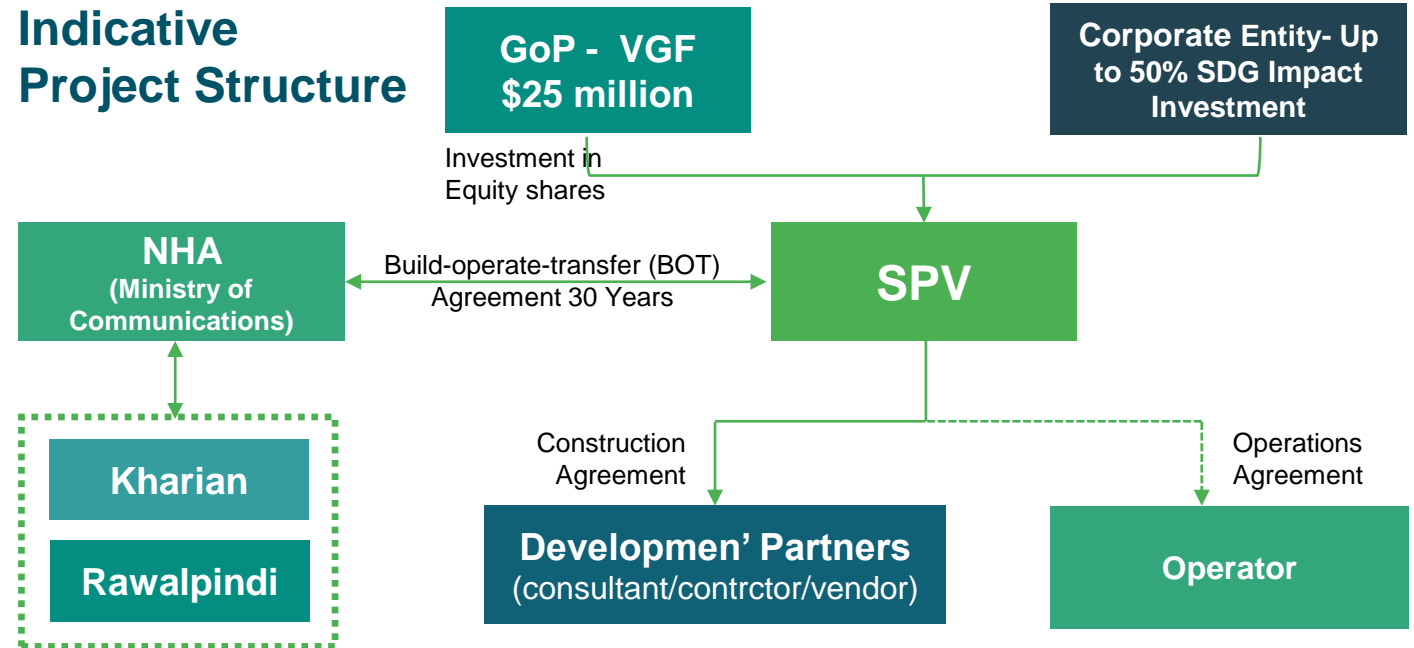 Indicative
Project Structure
GoP - VGF
$25 million
Corporate Entity- Up
to 50% SDG Impact
Investment
Investment in
Equity shares
NHA
(Ministry of
Communications)
Build-operate-transfer (BOT)
Agreement 30 Years
SPV
Kharian
Rawalpindi
Construction
Agreement
Operations
Agreement
Developmen’ Partners
(consultant/contrctor/vendor)
Operator